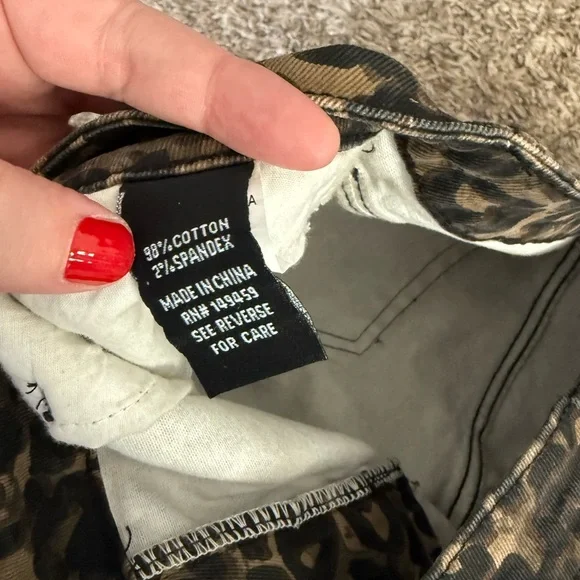 98%COTTON
2%SPANDEX
MADE IN CHINA
RN# 149459
SEE REVERSE
FOR CARE
A